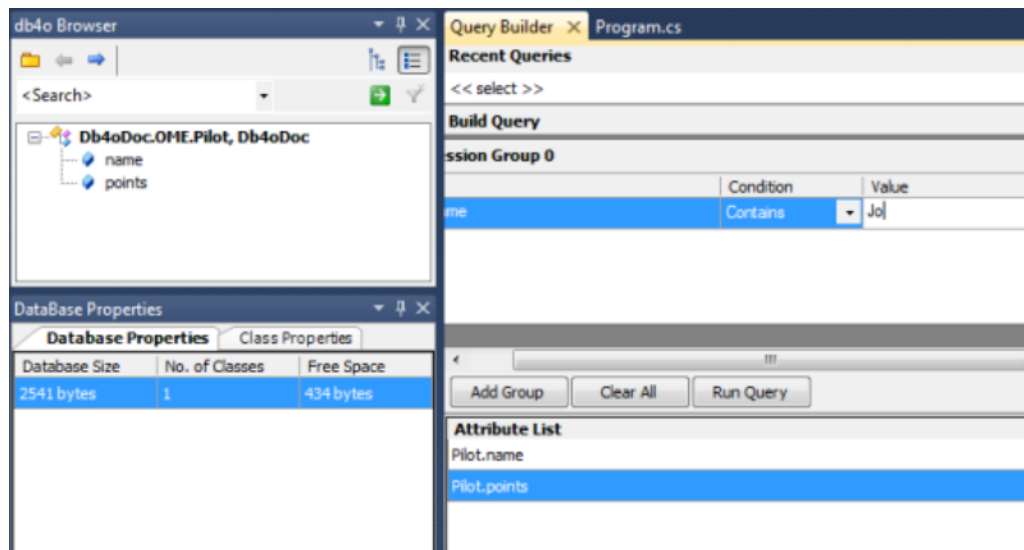 db4o Browser
<Search>
Db4oDoc.OME.Pilot, Db4oDoc
name
points
DataBase Properties
Database Properties Class Properties
Database Size No. of Classes Free Space
2541 bytes 1 434 bytes
Query Builder Program.cs
Recent Queries
<< select >>
Build Query
ssion Group 0
Condition Value
me Contains Jo
Add Group Clear All Run Query
Attribute List
Pilot.name
Pilot.points